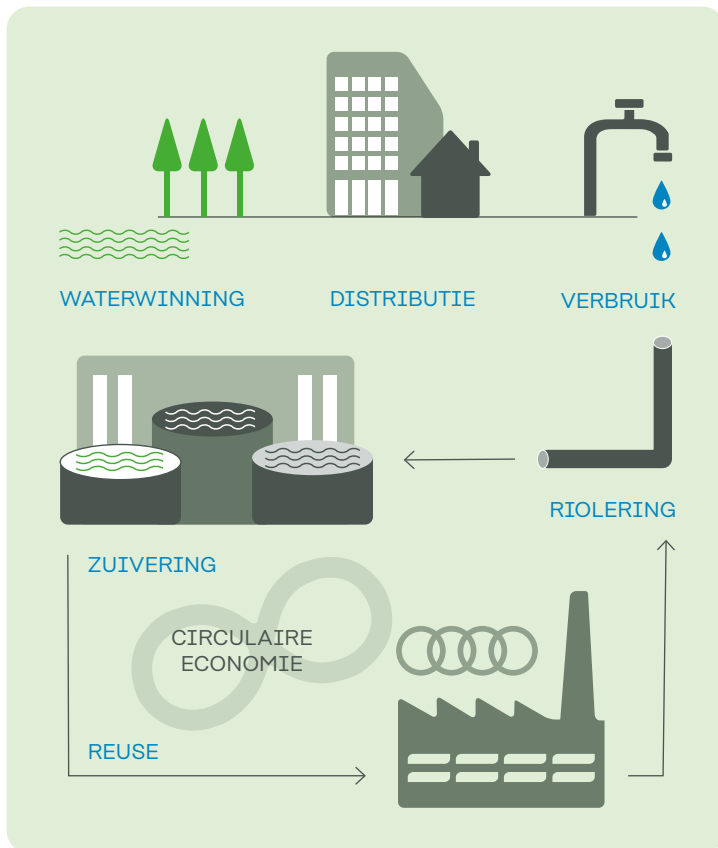 WATERWINNING
DISTRIBUTIE
VERBRUIK
RIOLERING
ZUIVERING
CIRCULAIRE
ECONOMIE
REUSE